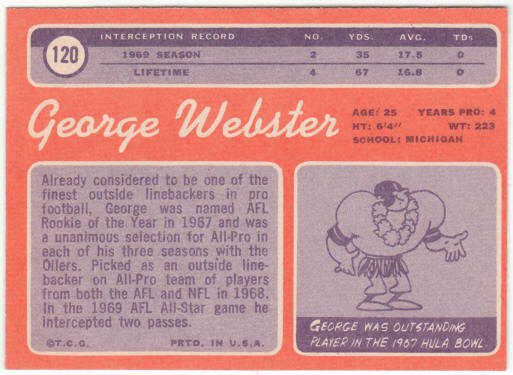 120
INTERCEPTION RECORD NO. YDS. AVG. TDs
1969 SEASON 2 35 17.5 0
LIFETIME 4 67 16.8 0
George Webster
AGE: 25 YEARS PRO: 4
HT: 6'4" WT: 223
SCHOOL: MICHIGAN
Already considered to be one of the
finest outside linebackers in pro
football, George was named AFL
Rookie of the Year in 1967 and was
a unanimous selection for All-Pro in
each of his three seasons with the
Oilers. Picked as an outside line-
backer on All-Pro team of players
from both the AFL and NFL in 1968.
In the 1969 AFL All-Star game he
intercepted two passes.
©T.C.G. PRTD. IN U.S.A.
GEORGE WAS OUTSTANDING
PLAYER IN THE 1967 HULA BOWL